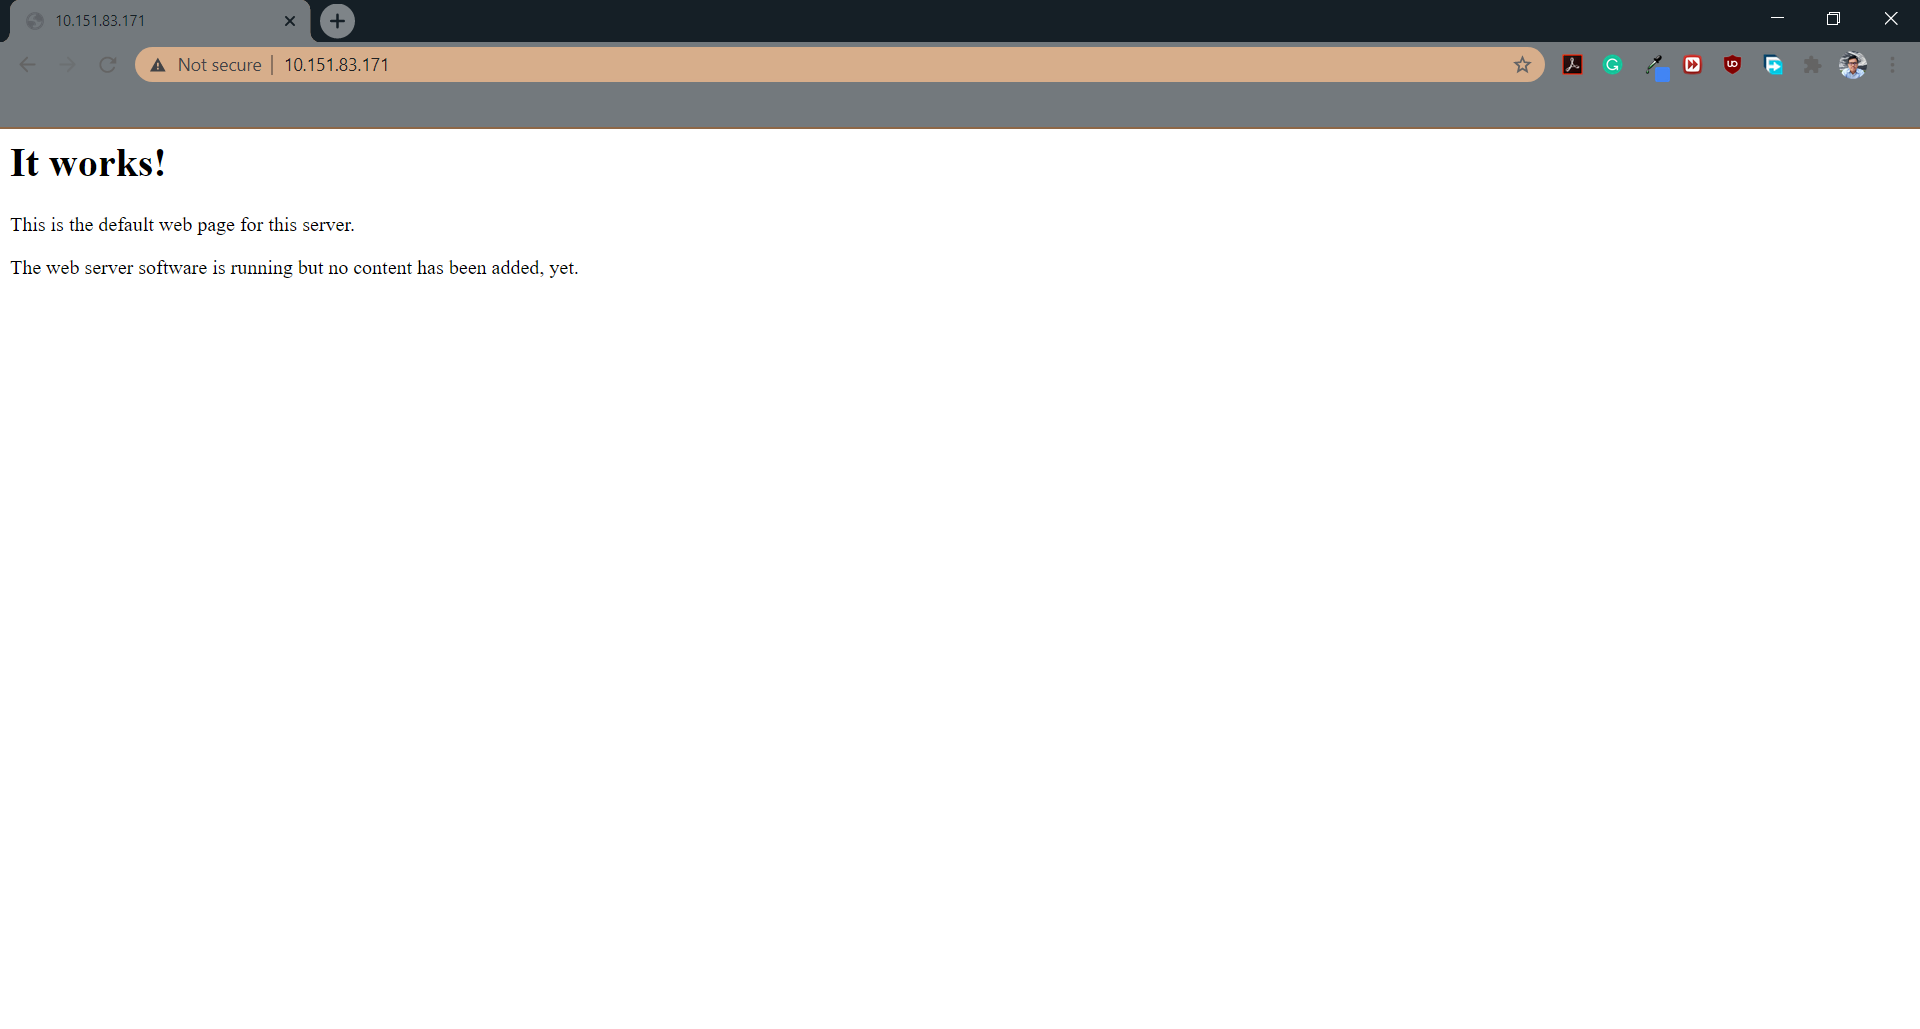 10.151.83.171
Not secure 10.151.83.171
It works!
This is the default web page for this server.
The web server software is running but no content has been added, yet.